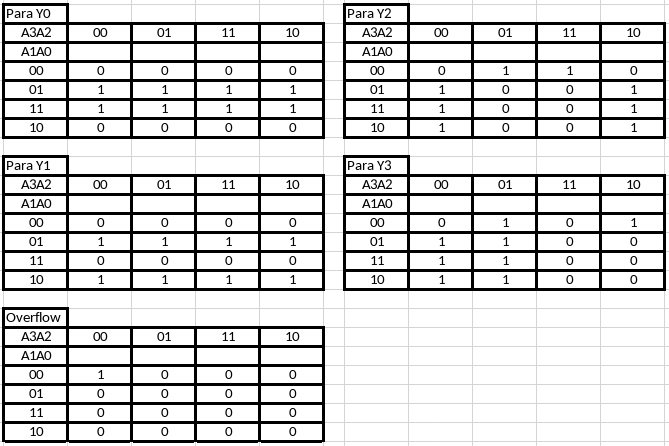 Para Y0
A3A2 00 01 11 10
A1A0
00 0 0 0 0
01 1 1 1 1
11 1 1 1 1
10 0 0 0 0
Para Y2
A3A2 00 01 11 10
A1A0
00 0 1 1 0
01 1 0 0 1
11 1 0 0 1
10 1 0 0 1
Para Y1
A3A2 00 01 11 10
A1A0
00 0 0 0 0
01 1 1 1 1
11 0 0 0 0
10 1 1 1 1
Para Y3
A3A2 00 01 11 10
A1A0
00 0 1 0 1
01 1 1 0 0
11 1 1 0 0
10 1 1 0 0
Overflow
A3A2 00 01 11 10
A1A0
00 1 0 0 0
01 0 0 0 0
11 0 0 0 0
10 0 0 0 0